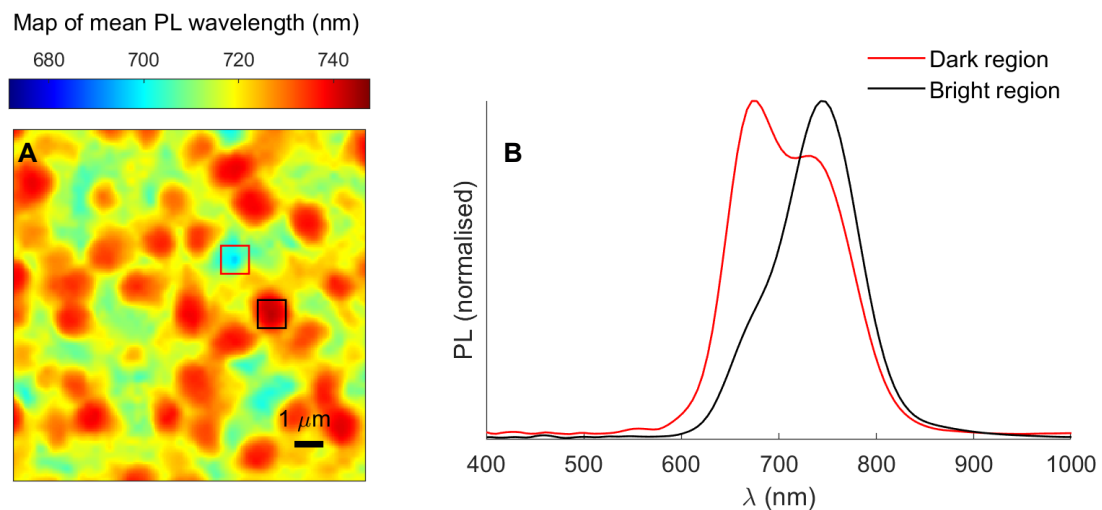 Map of mean PL wavelength (nm)
680 700 720 740
A
1 μm
Dark region
Bright region
B
PL (normalised)
400 500 600 700 800 900 1000
λ (nm)